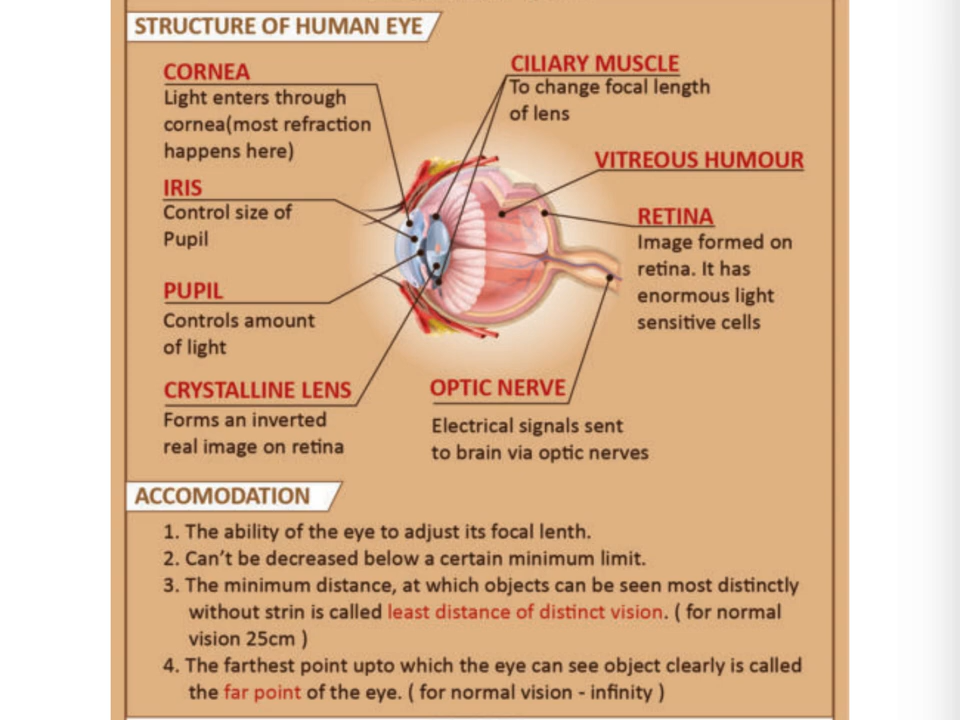 STRUCTURE OF HUMAN EYE
CORNEA
Light enters through
cornea(most refraction
happens here)
IRIS
Control size of
Pupil
PUPIL
Controls amount
of light
CRYSTALLINE LENS
Forms an inverted
real image on retina
CILIARY MUSCLE
To change focal length
of lens
VITREOUS HUMOUR
RETINA
Image formed on
retina. It has
enormous light
sensitive cells
OPTIC NERVE
Electrical signals sent
to brain via optic nerves
ACCOMODATION
1. The ability of the eye to adjust its focal lenth.
2. Can't be decreased below a certain minimum limit.
3. The minimum distance, at which objects can be seen most distinctly
without strin is called least distance of distinct vision. ( for normal
vision 25cm )
4. The farthest point upto which the eye can see object clearly is called
the far point of the eye. ( for normal vision - infinity )